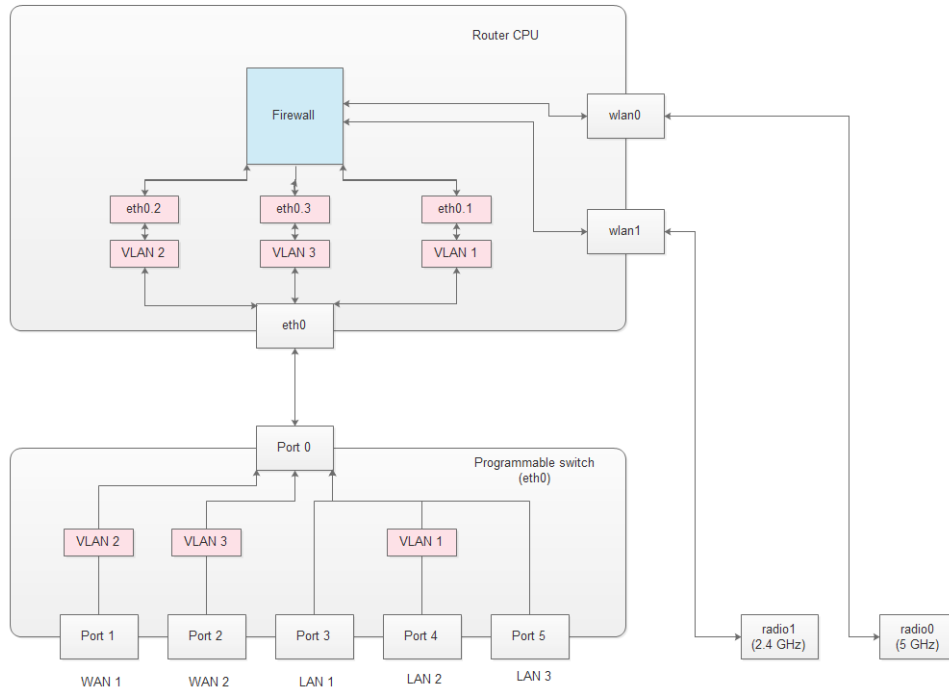 Router CPU
Firewall
wlan0
eth0.2
eth0.3
eth0.1
wlan1
VLAN 2
VLAN 3
VLAN 1
eth0
Port 0
Programmable switch
(eth0)
VLAN 2
VLAN 3
VLAN 1
Port 1
Port 2
Port 3
Port 4
Port 5
radio1
(2.4 GHz)
radio0
(5 GHz)
WAN 1
WAN 2
LAN 1
LAN 2
LAN 3